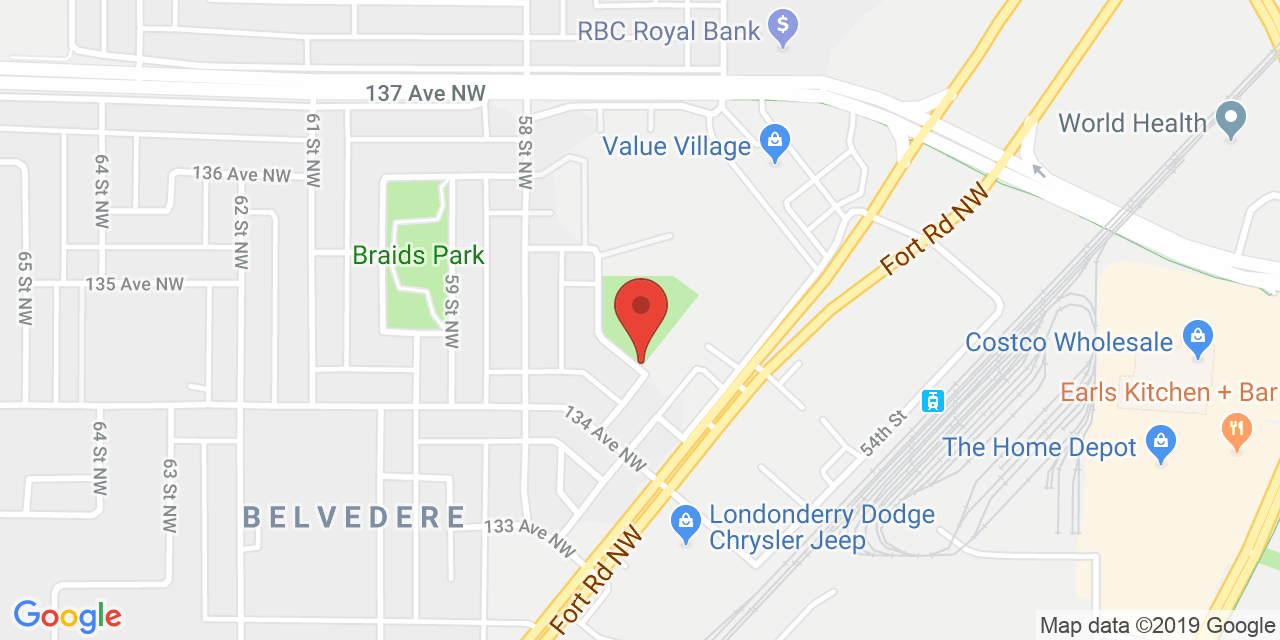 RBC Royal Bank
$
137 Ave NW
World Health
61 St NW
58 St NW
Value Village
64 St NW
136 Ave NW
62 St NW
Fort Rd NW
Braids Park
65 St NW
135 Ave NW
59 St NW
Costco Wholesale
Earls Kitchen + Bar
134 Ave NW
54th St
The Home Depot
64 St NW
63 St NW
BELVEDERE
133 Ave NW
Londonderry Dodge
Chrysler Jeep
Fort Rd NW
Google
Map data ©2019 Google